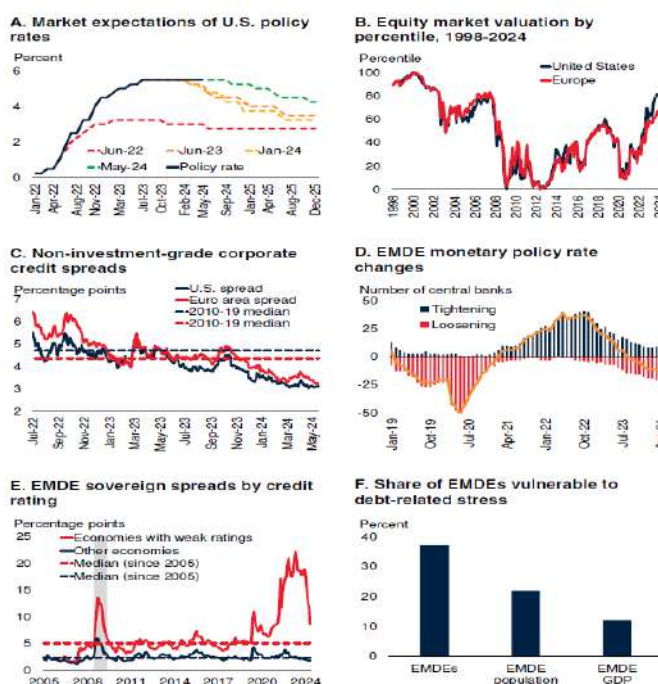 A. Market expectations of U.S. policy
rates
Percent
6
4
2
0
Jun-22
Jun-23
Jan-24
May-24
Policy rate
Jan-22
Apr-22
Aug-22
Nov-22
Mar-23
Jul-23
Oct-23
Feb-24
May-24
Sep-24
Jan-25
Apr-25
Aug-25
Dec-25
B. Equity market valuation by
percentile, 1998-2024
Percentile
United States
Europe
100
80
60
40
20
0
1998
2000
2002
2004
2006
2008
2010
2012
2014
2016
2018
2020
2022
2024
C. Non-investment-grade corporate
credit spreads
Percentage points
U.S. spread
Euro area spread
2010-19 median
2010-19 median
7
6
5
4
3
2
Jul-22
Sep-22
Nov-22
Jan-23
Mar-23
May-23
Jul-23
Sep-23
Nov-23
Jan-24
Mar-24
May-24
D. EMDE monetary policy rate
changes
Number of central banks
50
25
0
-25
-50
Tightening
Loosening
Jan-19
Oct-19
Jul-20
Apr-21
Jan-22
Oct-22
Jul-23
E. EMDE sovereign spreads by credit
rating
Percentage points
25
20
15
10
5
0
Economies with weak ratings
Other economies
Median (since 2005)
Median (since 2005)
2005
2008
2011
2014
2017
2020
2024
F. Share of EMDEs vulnerable to
debt-related stress
Percent
40
30
20
10
0
EMDEs
EMDE
population
EMDE
GDP